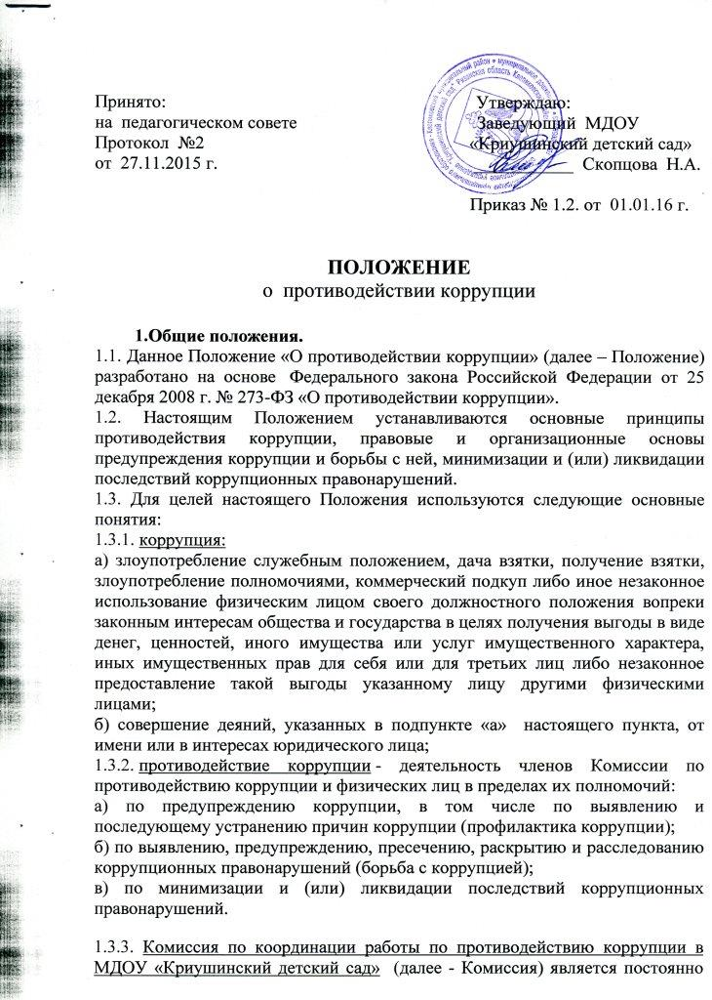 Принято:
на педагогическом совете
Протокол №2
от 27.11.2015 г.
Утверждаю:
Заведующий МДОУ
«Криушинский детский сад»
Скопцова Н.А.
Приказ № 1.2. от 01.01.16 г.
ПОЛОЖЕНИЕ
о противодействии коррупции
1.Общие положения.
1.1. Данное Положение «О противодействии коррупции» (далее – Положение)
разработано на основе Федерального закона Российской Федерации от 25
декабря 2008 г. № 273-ФЗ «О противодействии коррупции».
1.2. Настоящим Положением устанавливаются основные принципы
противодействия коррупции, правовые и организационные основы
предупреждения коррупции и борьбы с ней, минимизации и (или) ликвидации
последствий коррупционных правонарушений.
1.3. Для целей настоящего Положения используются следующие основные
понятия:
1.3.1. коррупция:
а) злоупотребление служебным положением, дача взятки, получение взятки,
злоупотребление полномочиями, коммерческий подкуп либо иное незаконное
использование физическим лицом своего должностного положения вопреки
законным интересам общества и государства в целях получения выгоды в виде
денег, ценностей, иного имущества или услуг имущественного характера,
иных имущественных прав для себя или для третьих лиц либо незаконное
предоставление такой выгоды указанному лицу другими физическими
лицами;
б) совершение деяний, указанных в подпункте «а» настоящего пункта, от
имени или в интересах юридического лица;
1.3.2. противодействие коррупции - деятельность членов Комиссии по
противодействию коррупции и физических лиц в пределах их полномочий:
а) по предупреждению коррупции, в том числе по выявлению и
последующему устранению причин коррупции (профилактика коррупции);
б) по выявлению, предупреждению, пресечению, раскрытию и расследованию
коррупционных правонарушений (борьба с коррупцией);
в) по минимизации и (или) ликвидации последствий коррупционных
правонарушений.
1.3.3. Комиссия по координации работы по противодействию коррупции в
МДОУ «Криушинский детский сад» (далее - Комиссия) является постоянно